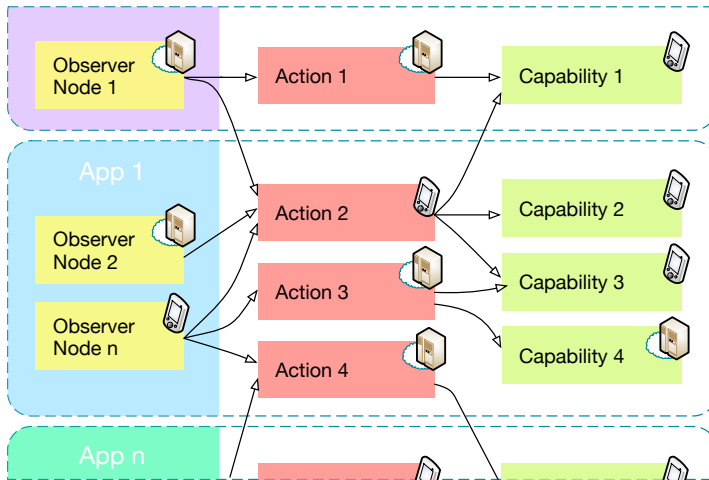 Observer
Node 1
Action 1
Capability 1
App 1
Action 2
Capability 2
Observer
Node 2
Action 3
Capability 3
Observer
Node n
Action 4
Capability 4
App n